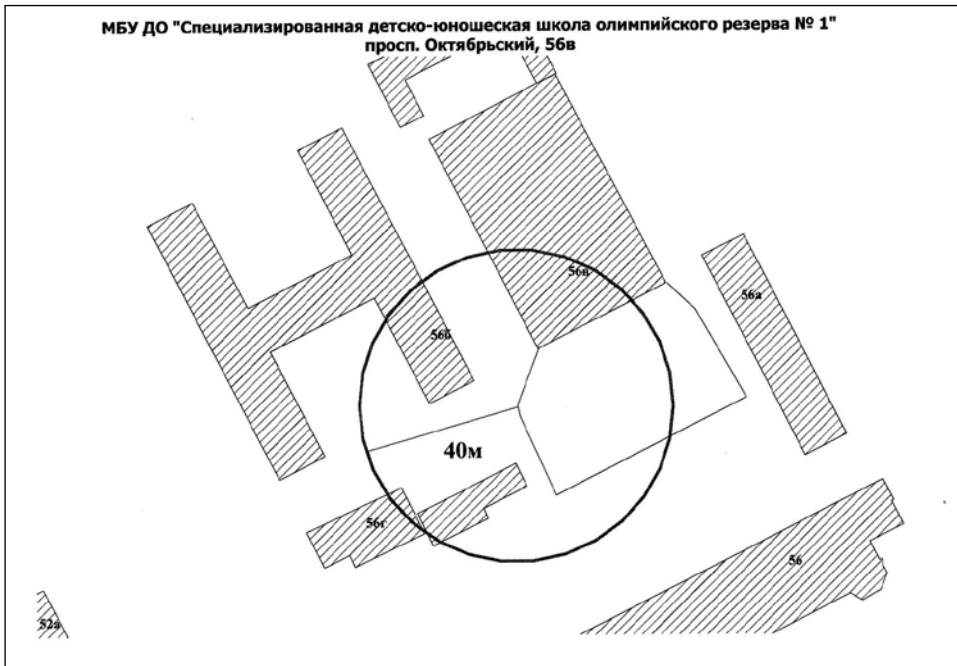 МБУ ДО "Специализированная детско-юношеская школа олимпийского резерва № 1"
просп. Октябрьский, 56в
56в
56а
56б
40м
56г
56
52а